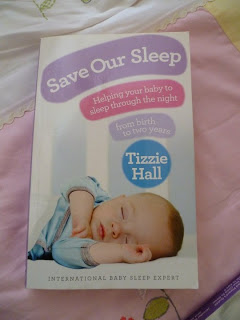 Save Our Sleep
Helping your baby to
sleep through the night
from birth
to two years
Tizzie
Hall
INTERNATIONAL BABY SLEEP EXPERT